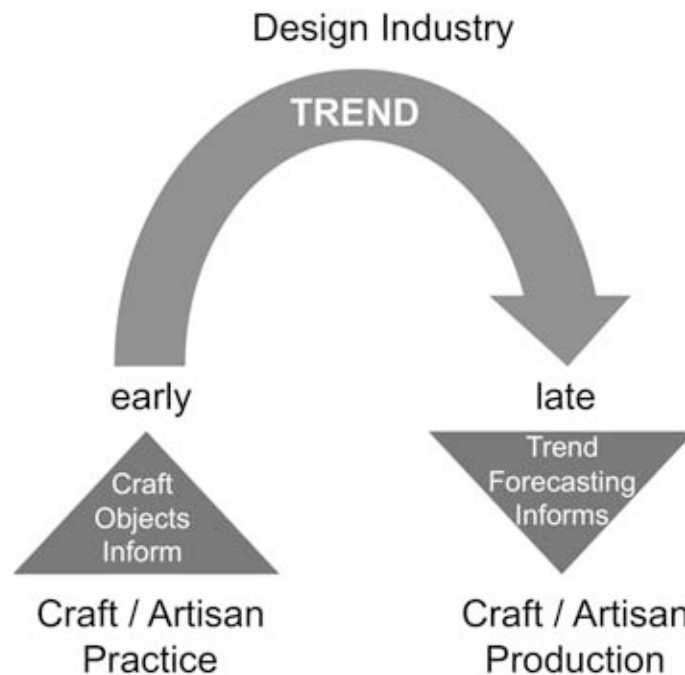 Design Industry
TREND
early
late
Craft
Objects
Inform
Trend
Forecasting
Informs
Craft / Artisan
Practice
Craft / Artisan
Production